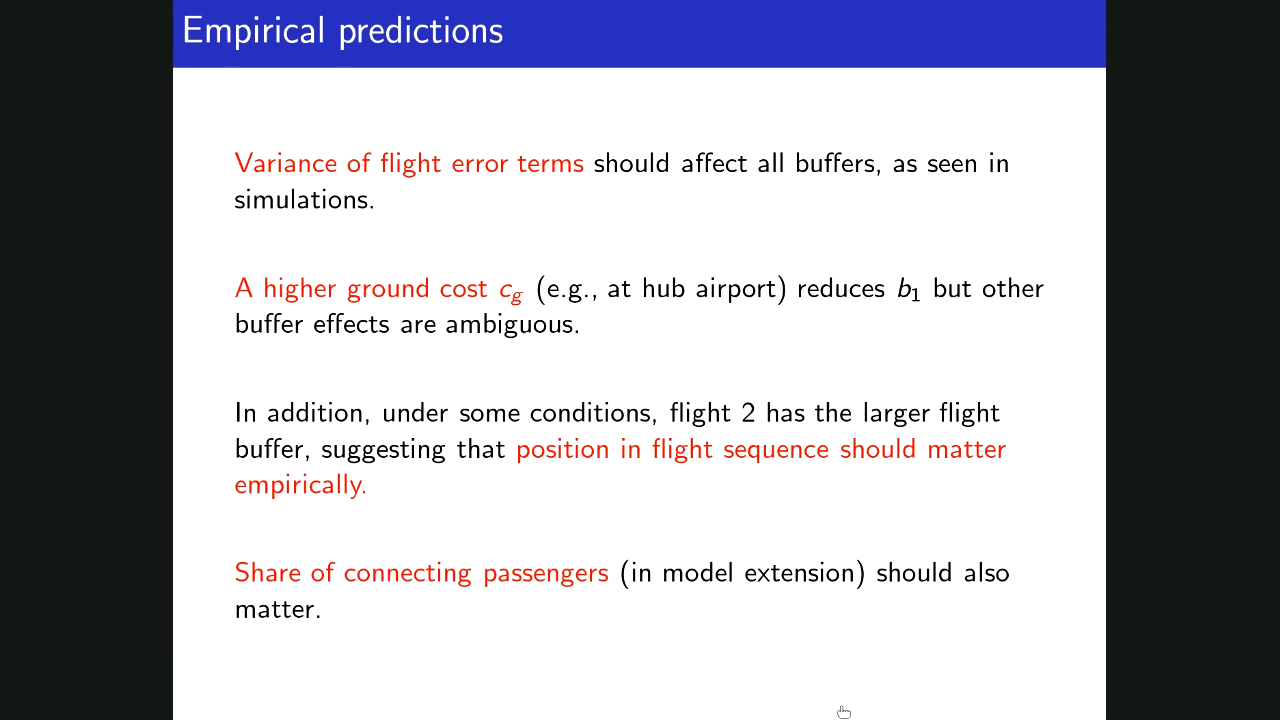 Empirical predictions
Variance of flight error terms should affect all buffers, as seen in
simulations.
A higher ground cost c_g (e.g., at hub airport) reduces b_1 but other
buffer effects are ambiguous.
In addition, under some conditions, flight 2 has the larger flight
buffer, suggesting that position in flight sequence should matter
empirically.
Share of connecting passengers (in model extension) should also
matter.